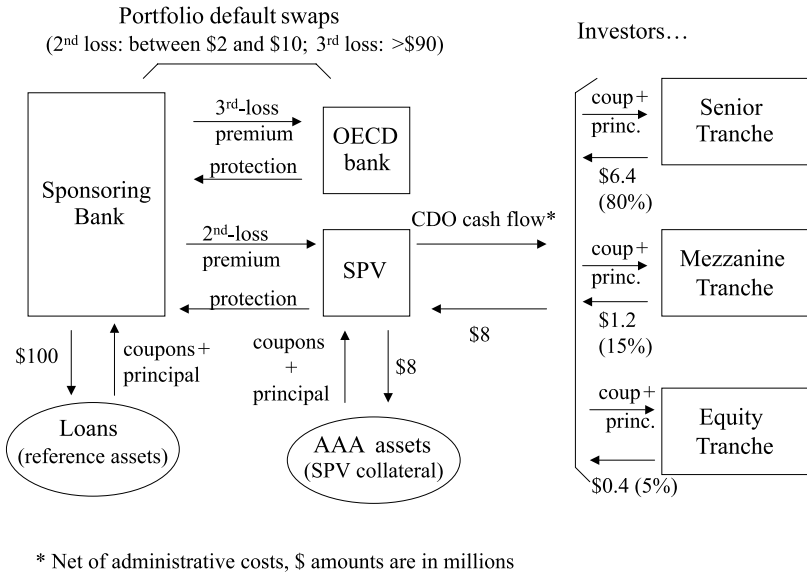 Portfolio default swaps
(2nd loss: between $2 and $10; 3rd loss: >$90)
Investors…
3rd-loss
premium
protection
OECD
bank
Sponsoring
Bank
2nd-loss
premium
protection
SPV
CDO cash flow*
$8
coup+
princ.
Senior
Tranche
$6.4
(80%)
coup+
princ.
Mezzanine
Tranche
$1.2
(15%)
coup+
princ.
Equity
Tranche
$0.4 (5%)
$100
coupons+
principal
coupons
+
principal
$8
Loans
(reference assets)
AAA assets
(SPV collateral)
* Net of administrative costs, $ amounts are in millions